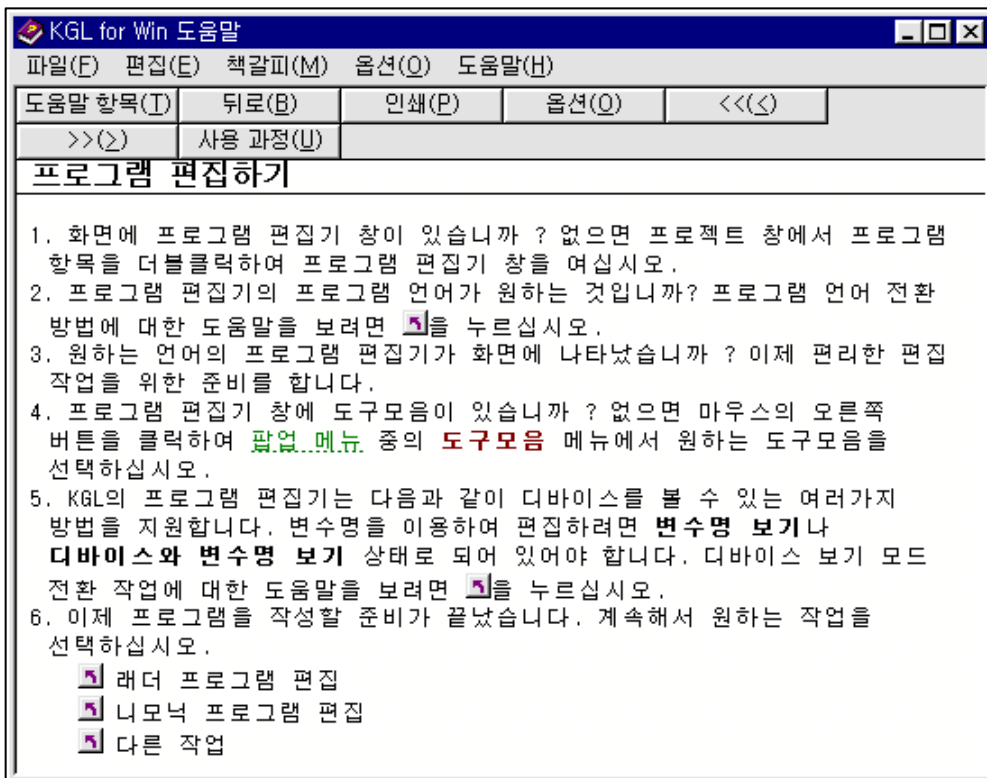 KGL for Win 도움말
파일(F) 편집(E) 책갈피(M) 옵션(O) 도움말(H)
도움말 항목(T) 뒤로(B) 인쇄(P) 옵션(O) <<(<)
>>(>) 사용 과정(U)
프로그램 편집하기
1. 화면에 프로그램 편집기 창이 있습니까 ? 없으면 프로젝트 창에서 프로그램
항목을 더블클릭하여 프로그램 편집기 창을 여십시오.
2. 프로그램 편집기의 프로그램 언어가 원하는 것입니까? 프로그램 언어 전환
방법에 대한 도움말을 보려면 을 누르십시오.
3. 원하는 언어의 프로그램 편집기가 화면에 나타났습니까 ? 이제 편리한 편집
작업을 위한 준비를 합니다.
4. 프로그램 편집기 창에 도구모음이 있습니까 ? 없으면 마우스의 오른쪽
버튼을 클릭하여 팝업 메뉴 중의 도구모음 메뉴에서 원하는 도구모음을
선택하십시오.
5. KGL의 프로그램 편집기는 다음과 같이 디바이스를 볼 수 있는 여러가지
방법을 지원합니다. 변수명을 이용하여 편집하려면 변수명 보기나
디바이스와 변수명 보기 상태로 되어 있어야 합니다. 디바이스 보기 모드
전환 작업에 대한 도움말을 보려면 을 누르십시오.
6. 이제 프로그램을 작성할 준비가 끝났습니다. 계속해서 원하는 작업을
선택하십시오.
래더 프로그램 편집
니모닉 프로그램 편집
다른 작업